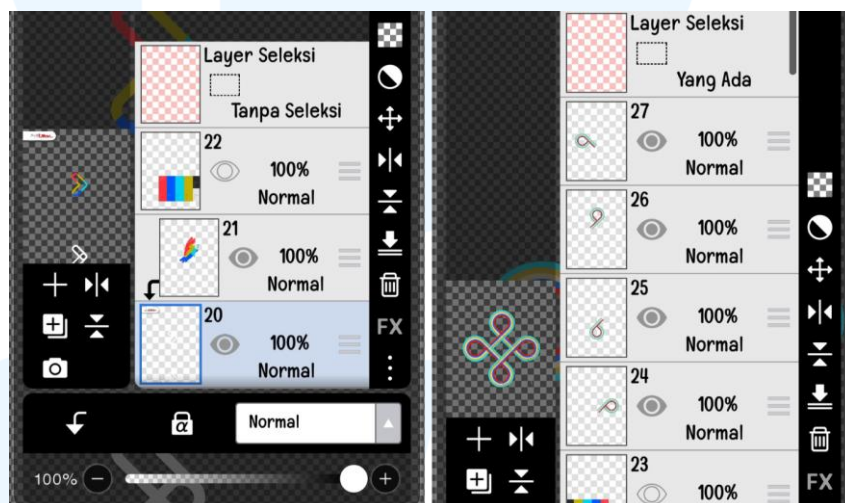 Layer Seleksi
Tanpa Seleksi
22
100%
Normal
21
100%
Normal
20
100%
Normal
FX
α
Normal
100%
Layer Seleksi
Yang Ada
27
100%
Normal
26
100%
Normal
25
100%
Normal
24
100%
Normal
23
100%
FX